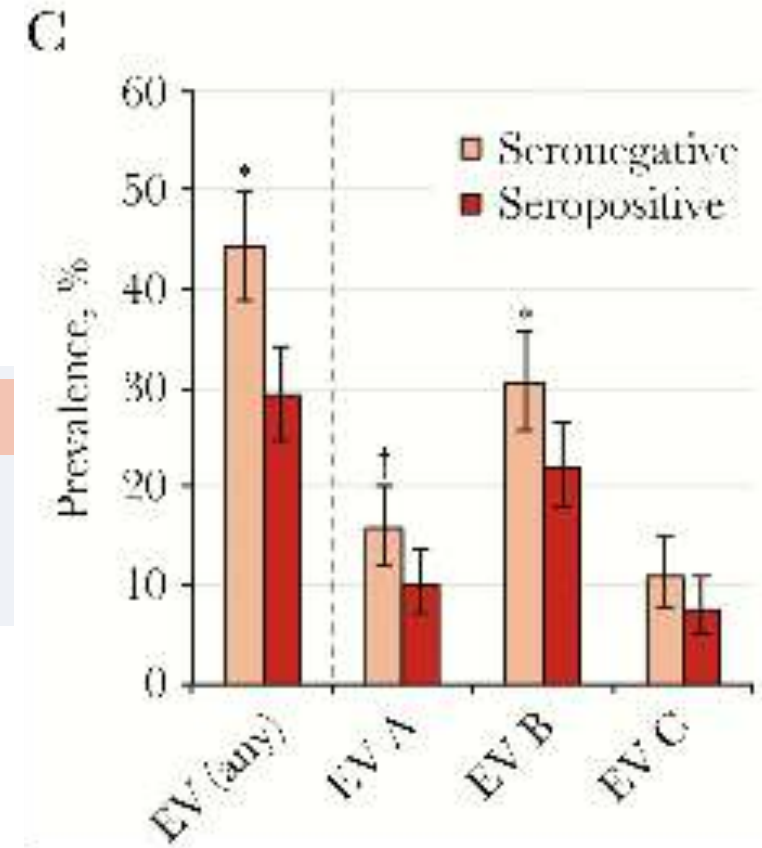 C
60
50
40
30
20
10
0
Prevalence, %
*
†
*
Seronegative
Seropositive
EV (any)
EV A
EV B
EV C